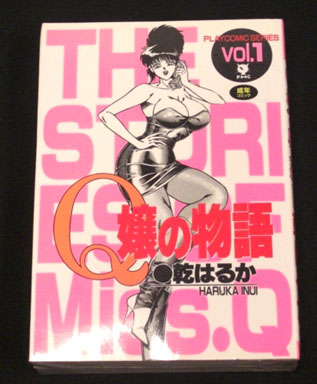 PLAYCOMIC SERIES
vol.1
PMC
成年
コミック
THE
STORI
ES OF
Miss.Q
Q嬢の物語
●乾はるか
HARUKA INUI